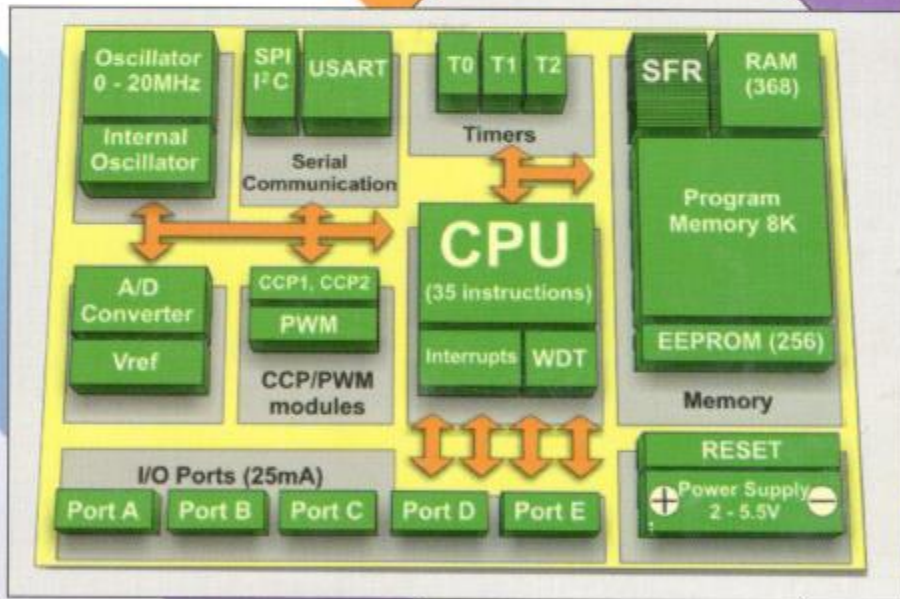 Oscillator
0 - 20MHz
Internal
Oscillator
SPI
I²C
USART
Serial
Communication
T0
T1
T2
Timers
SFR
RAM
(368)
Program
Memory 8K
EEPROM (256)
Memory
CPU
(35 instructions)
Interrupts
WDT
A/D
Converter
Vref
CCP1, CCP2
PWM
CCP/PWM
modules
I/O Ports (25mA)
Port A
Port B
Port C
Port D
Port E
RESET
+ Power Supply −
2 - 5.5V